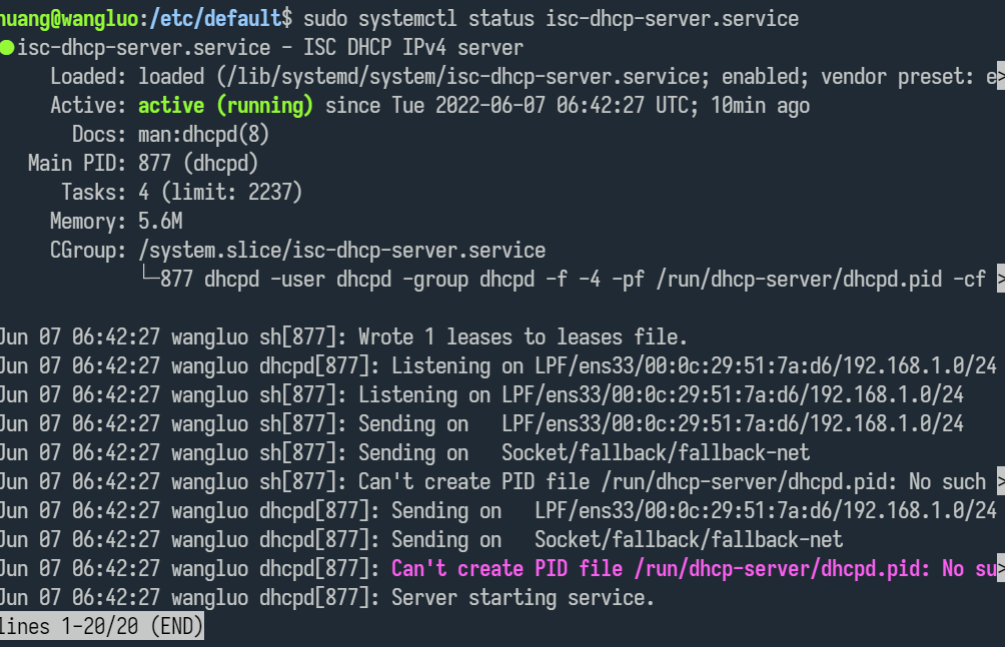 huang@wangluo:/etc/default$ sudo systemctl status isc-dhcp-server.service
●isc-dhcp-server.service - ISC DHCP IPv4 server
Loaded: loaded (/lib/systemd/system/isc-dhcp-server.service; enabled; vendor preset: e>
Active: active (running) since Tue 2022-06-07 06:42:27 UTC; 10min ago
Docs: man:dhcpd(8)
Main PID: 877 (dhcpd)
Tasks: 4 (limit: 2237)
Memory: 5.6M
CGroup: /system.slice/isc-dhcp-server.service
└─877 dhcpd -user dhcpd -group dhcpd -f -4 -pf /run/dhcp-server/dhcpd.pid -cf >
Jun 07 06:42:27 wangluo sh[877]: Wrote 1 leases to leases file.
Jun 07 06:42:27 wangluo dhcpd[877]: Listening on LPF/ens33/00:0c:29:51:7a:d6/192.168.1.0/24
Jun 07 06:42:27 wangluo sh[877]: Listening on LPF/ens33/00:0c:29:51:7a:d6/192.168.1.0/24
Jun 07 06:42:27 wangluo sh[877]: Sending on   LPF/ens33/00:0c:29:51:7a:d6/192.168.1.0/24
Jun 07 06:42:27 wangluo sh[877]: Sending on   Socket/fallback/fallback-net
Jun 07 06:42:27 wangluo sh[877]: Can't create PID file /run/dhcp-server/dhcpd.pid: No such >
Jun 07 06:42:27 wangluo dhcpd[877]: Sending on   LPF/ens33/00:0c:29:51:7a:d6/192.168.1.0/24
Jun 07 06:42:27 wangluo dhcpd[877]: Sending on   Socket/fallback/fallback-net
Jun 07 06:42:27 wangluo dhcpd[877]: Can't create PID file /run/dhcp-server/dhcpd.pid: No su>
Jun 07 06:42:27 wangluo dhcpd[877]: Server starting service.
lines 1-20/20 (END)